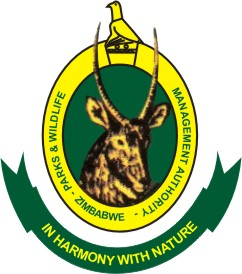 PARKS & WILDLIFE
MANAGEMENT AUTHORITY
- ZIMBABWE -
IN HARMONY WITH NATURE